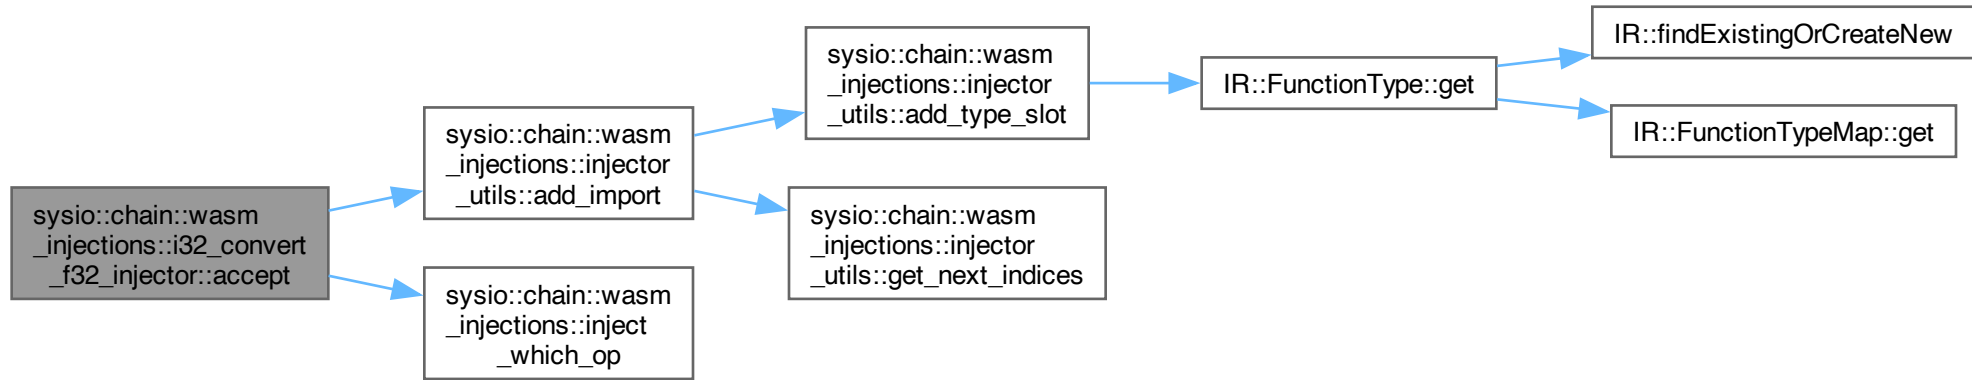 sysio::chain::wasm
_injections::i32_convert
_f32_injector::accept
sysio::chain::wasm
_injections::injector
_utils::add_import
sysio::chain::wasm
_injections::inject
_which_op
sysio::chain::wasm
_injections::injector
_utils::add_type_slot
sysio::chain::wasm
_injections::injector
_utils::get_next_indices
IR::FunctionType::get
IR::findExistingOrCreateNew
IR::FunctionTypeMap::get